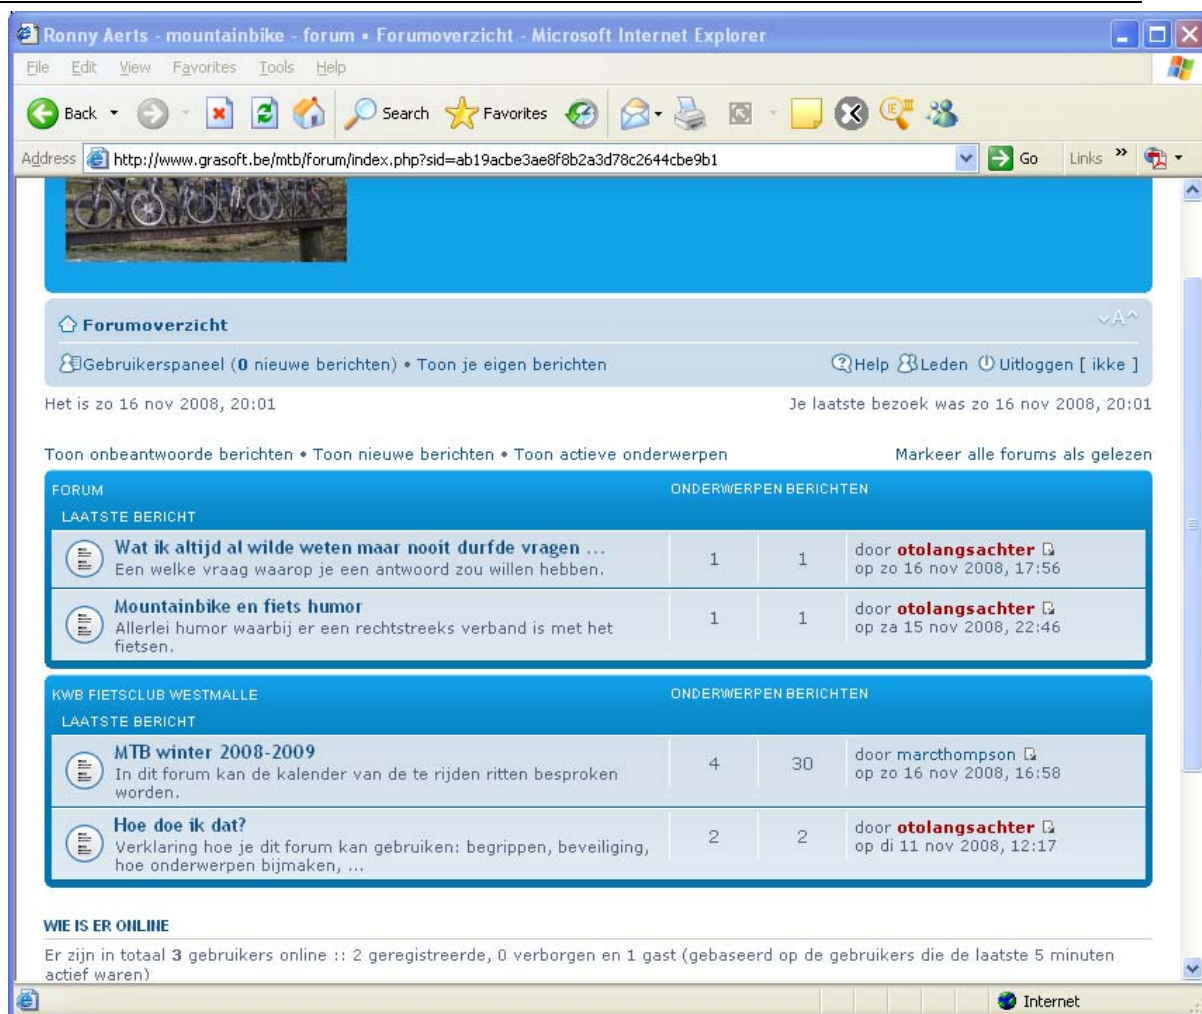 Ronny Aerts - mountainbike - forum • Forumoverzicht - Microsoft Internet Explorer
File Edit View Favorites Tools Help
Back Search Favorites
Address http://www.grasoft.be/mtb/forum/index.php?sid=ab19acbe3ae8f8b2a3d78c2644cbe9b1 Go Links »
Forumoverzicht A
Gebruikerspaneel (0 nieuwe berichten) • Toon je eigen berichten Help Leden Uitloggen [ ikke ]
Het is zo 16 nov 2008, 20:01 Je laatste bezoek was zo 16 nov 2008, 20:01
Toon onbeantwoorde berichten • Toon nieuwe berichten • Toon actieve onderwerpen Markeer alle forums als gelezen
FORUM ONDERWERPEN BERICHTEN
LAATSTE BERICHT
Wat ik altijd al wilde weten maar nooit durfde vragen ...
Een welke vraag waarop je een antwoord zou willen hebben.
1 1
door otolangsachter
op zo 16 nov 2008, 17:56
Mountainbike en fiets humor
Allerlei humor waarbij er een rechtstreeks verband is met het
fietsen.
1 1
door otolangsachter
op za 15 nov 2008, 22:46
KWB FIETSCLUB WESTMALLE ONDERWERPEN BERICHTEN
LAATSTE BERICHT
MTB winter 2008-2009
In dit forum kan de kalender van de te rijden ritten besproken
worden.
4 30
door marcthompson
op zo 16 nov 2008, 16:58
Hoe doe ik dat?
Verklaring hoe je dit forum kan gebruiken: begrippen, beveiliging,
hoe onderwerpen bijmaken, ...
2 2
door otolangsachter
op di 11 nov 2008, 12:17
WIE IS ER ONLINE
Er zijn in totaal 3 gebruikers online :: 2 geregistreerde, 0 verborgen en 1 gast (gebaseerd op de gebruikers die de laatste 5 minuten
actief waren)
Internet